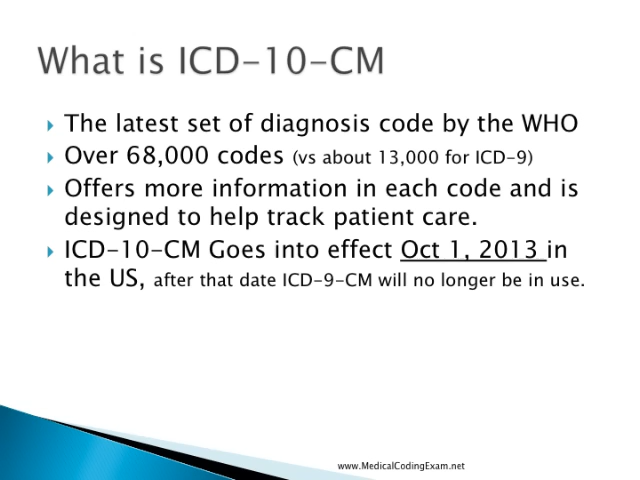 What is ICD-10-CM
The latest set of diagnosis code by the WHO
Over 68,000 codes (vs about 13,000 for ICD-9)
Offers more information in each code and is
designed to help track patient care.
ICD-10-CM Goes into effect Oct 1, 2013 in
the US, after that date ICD-9-CM will no longer be in use.
www.MedicalCodingExam.net